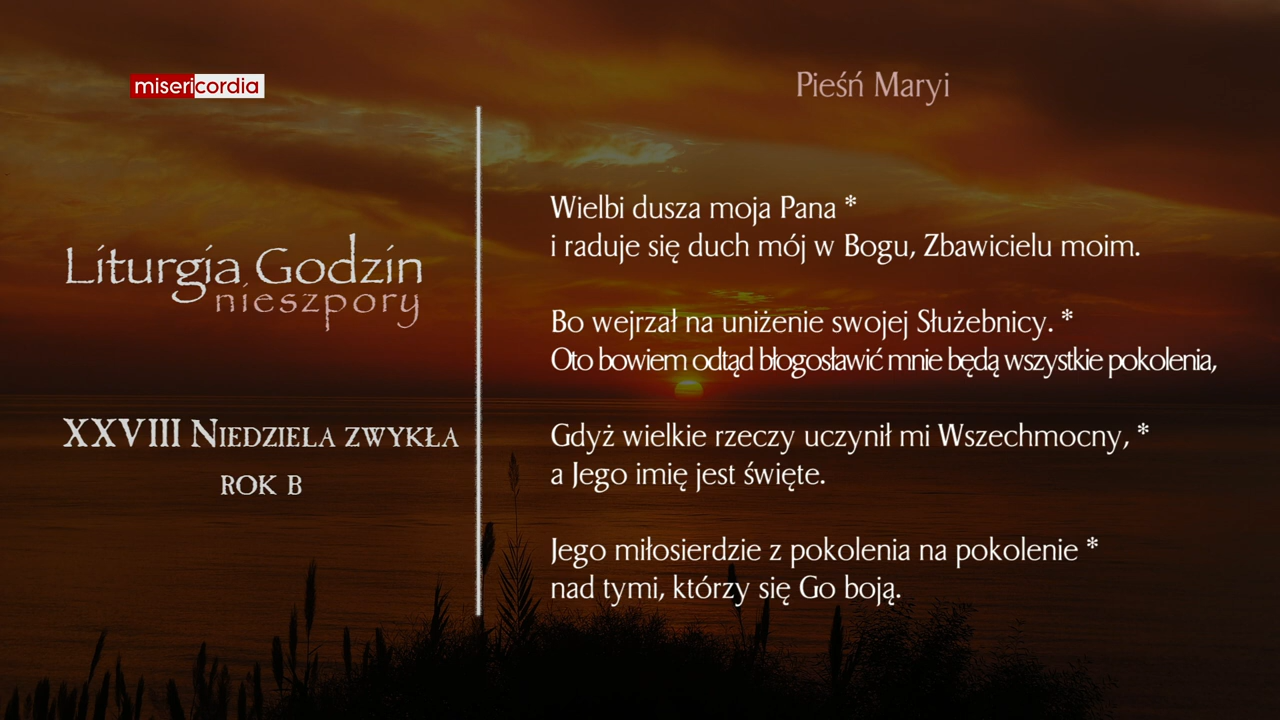 misericordia
Liturgia Godzin
nieszpory
XXVIII Niedziela zwykła
rok B
Pieśń Maryi
Wielbi dusza moja Pana *
i raduje się duch mój w Bogu, Zbawicielu moim.
Bo wejrzał na uniżenie swojej Służebnicy. *
Oto bowiem odtąd błogosławić mnie będą wszystkie pokolenia,
Gdyż wielkie rzeczy uczynił mi Wszechmocny, *
a Jego imię jest święte.
Jego miłosierdzie z pokolenia na pokolenie *
nad tymi, którzy się Go boją.